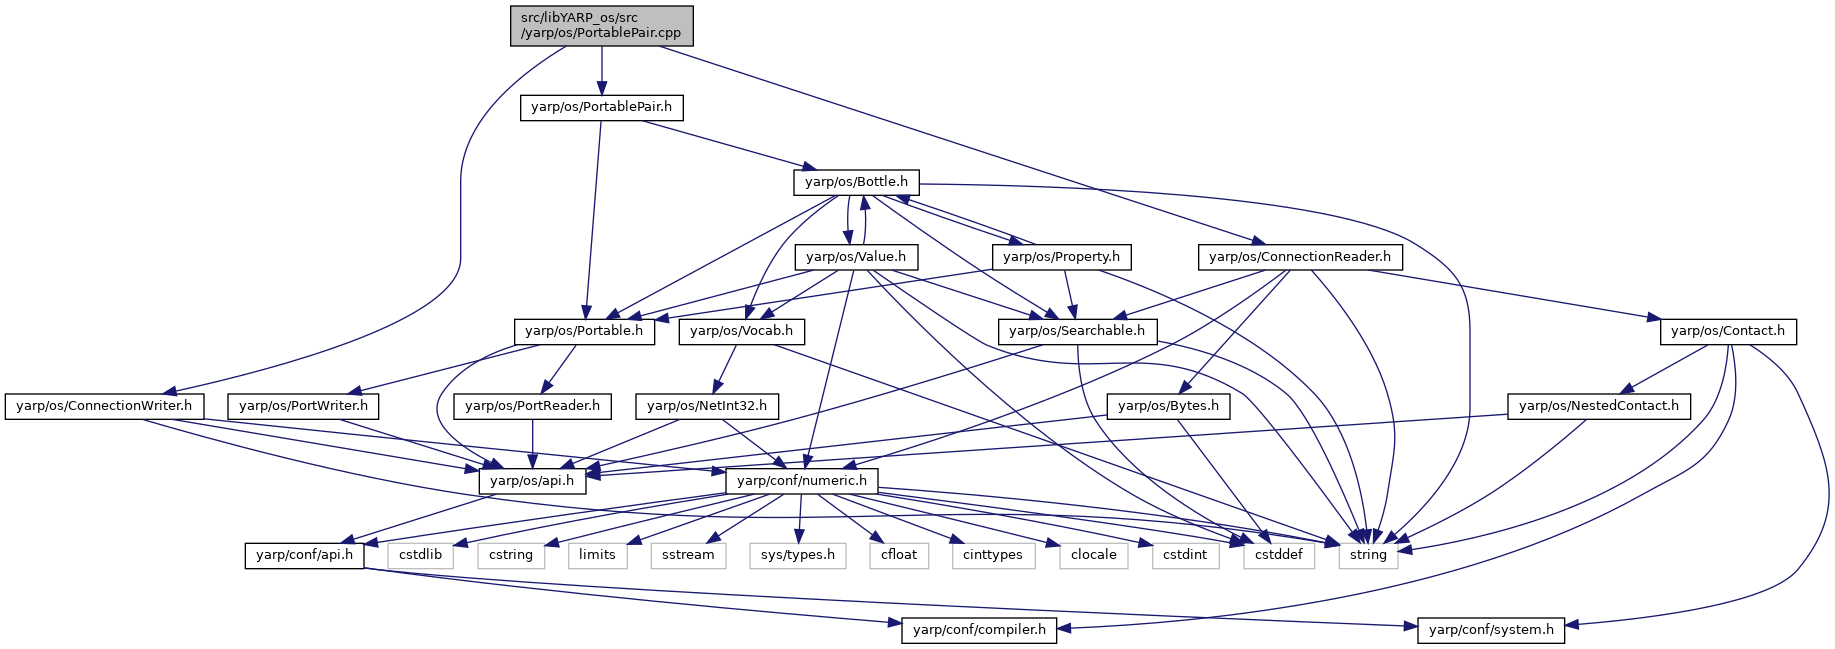 src/libYARP_os/src
/yarp/os/PortablePair.cpp
yarp/os/PortablePair.h
yarp/os/Bottle.h
yarp/os/Value.h
yarp/os/Property.h
yarp/os/ConnectionReader.h
yarp/os/Portable.h
yarp/os/Vocab.h
yarp/os/Searchable.h
yarp/os/Contact.h
yarp/os/ConnectionWriter.h
yarp/os/PortWriter.h
yarp/os/PortReader.h
yarp/os/NetInt32.h
yarp/os/Bytes.h
yarp/os/NestedContact.h
yarp/os/api.h
yarp/conf/numeric.h
yarp/conf/api.h
cstdlib
cstring
limits
sstream
sys/types.h
cfloat
cinttypes
clocale
cstdint
cstddef
string
yarp/conf/compiler.h
yarp/conf/system.h